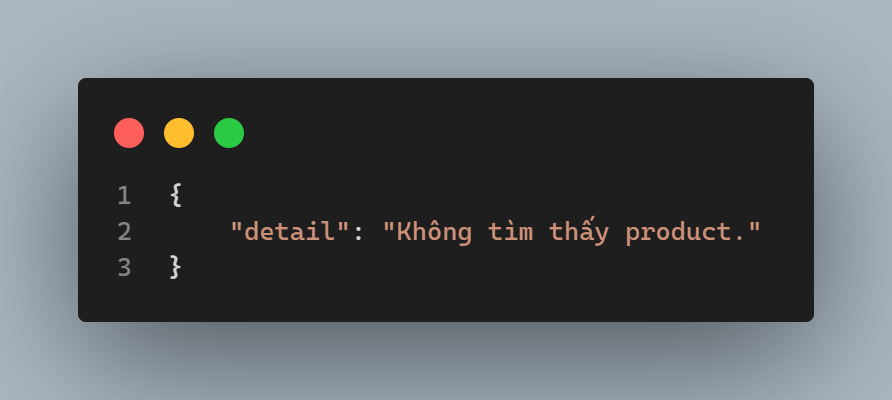 1 {
2 "detail": "Không tìm thấy product."
3 }